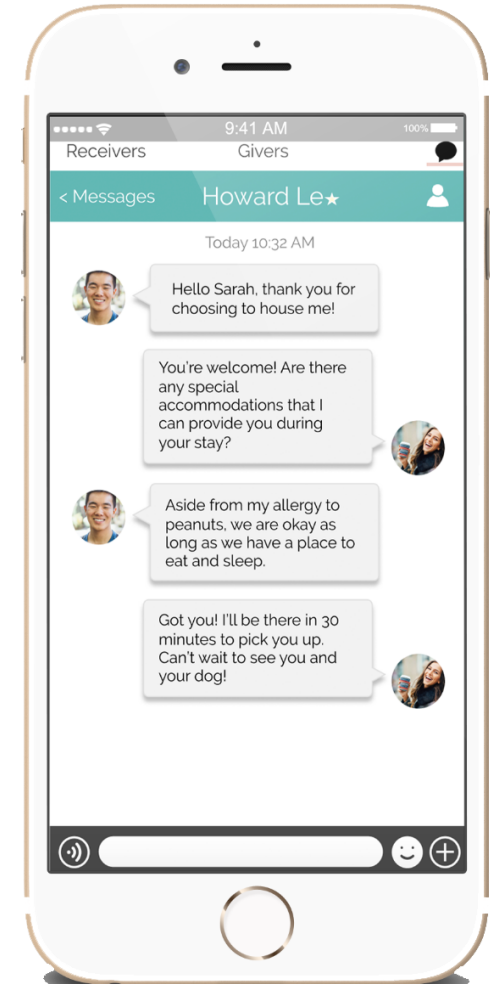 9:41 AM
100%
Receivers Givers
< Messages Howard Le★
Today 10:32 AM
Hello Sarah, thank you for
choosing to house me!
You're welcome! Are there
any special
accommodations that I
can provide you during
your stay?
Aside from my allergy to
peanuts, we are okay as
long as we have a place to
eat and sleep.
Got you! I'll be there in 30
minutes to pick you up.
Can't wait to see you and
your dog!